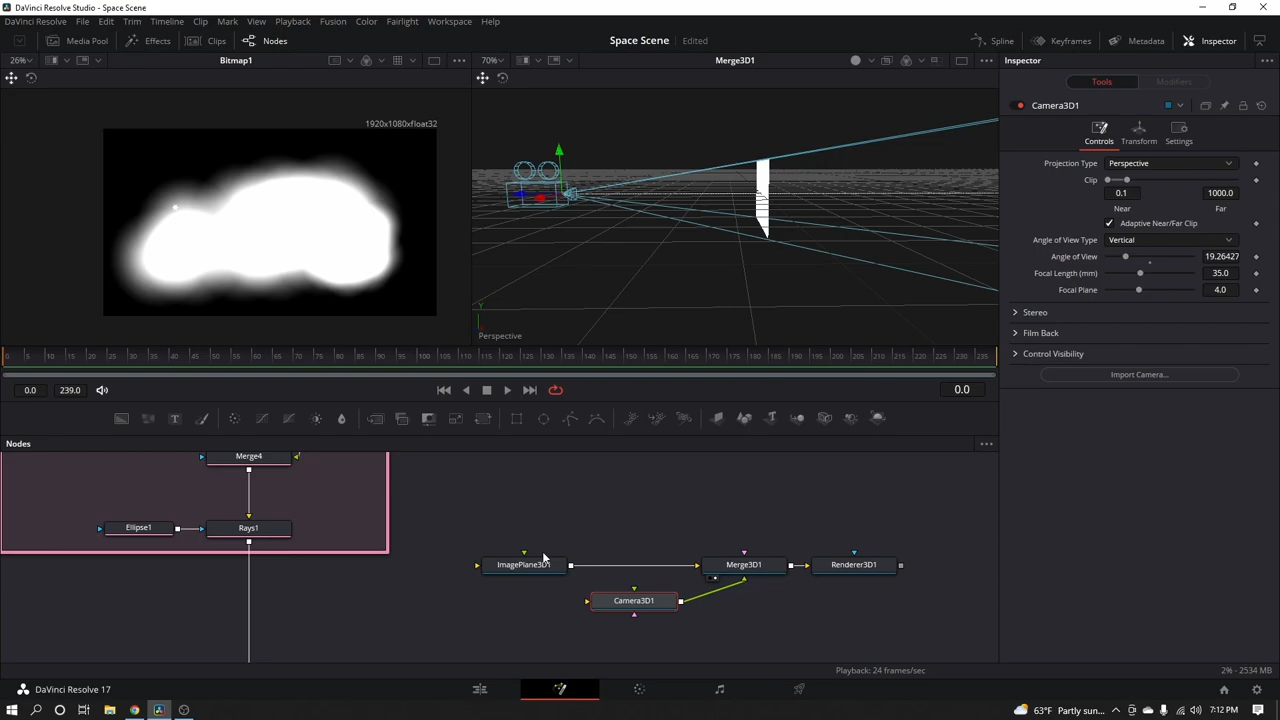 DaVinci Resolve Studio - Space Scene
DaVinci Resolve File Edit Trim Timeline Clip Mark View Playback Fusion Color Fairlight Workspace Help
Media Pool Effects Clips Nodes Space Scene Edited Spline Keyframes Metadata Inspector
26% Bitmap1 70% Merge3D1 Inspector
Tools Modifiers
Camera3D1
1920x1080xfloat32
Controls Transform Settings
Projection Type Perspective
Clip
0.1 1000.0
Near Far
Adaptive Near/Far Clip
Angle of View Type Vertical
Angle of View 19.26427
Focal Length (mm) 35.0
Focal Plane 4.0
Stereo
Film Back
Control Visibility
Import Camera...
Y
Perspective
0 5 10 15 20 25 30 35 40 45 50 55 60 65 70 75 80 85 90 95 100 105 110 115 120 125 130 135 140 145 150 155 160 165 170 175 180 185 190 195 200 205 210 215 220 225 230 235
0.0 239.0 0.0
T
Nodes
Merge4
Ellipse1 Rays1
ImagePlane3D1 Merge3D1 Renderer3D1
Camera3D1
Playback: 24 frames/sec 2% - 2534 MB
DaVinci Resolve 17
63°F Partly sun... 7:12 PM